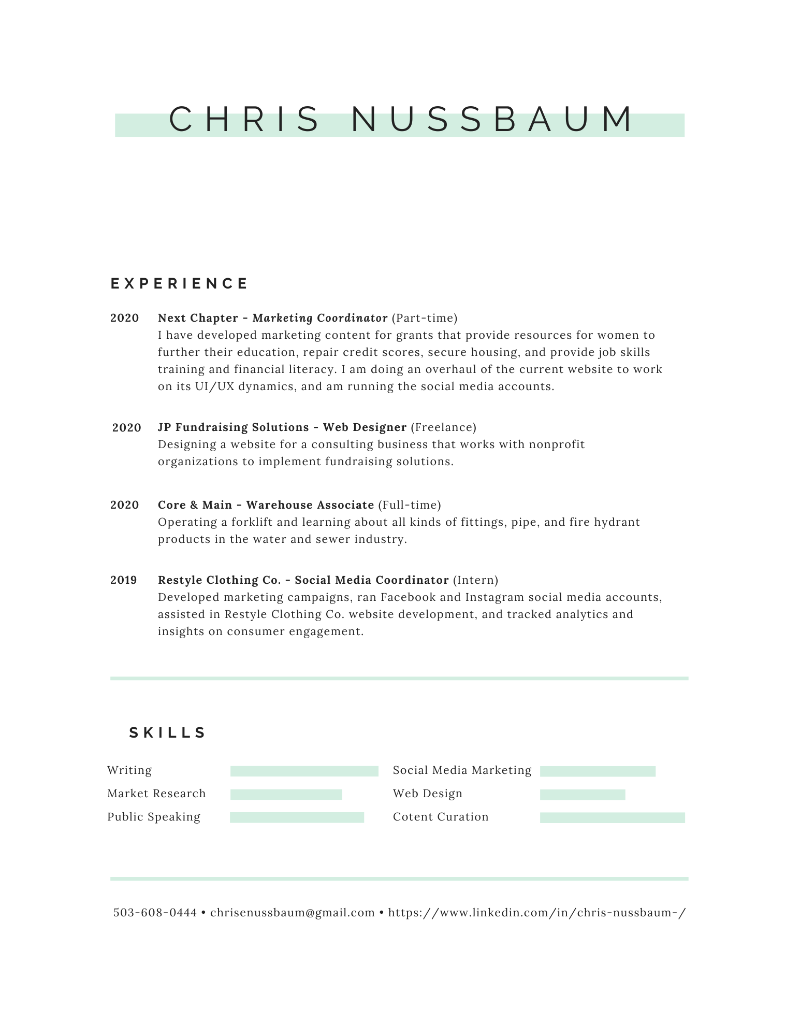 CHRIS NUSSBAUM
EXPERIENCE
2020 Next Chapter - Marketing Coordinator (Part-time)
I have developed marketing content for grants that provide resources for women to
further their education, repair credit scores, secure housing, and provide job skills
training and financial literacy. I am doing an overhaul of the current website to work
on its UI/UX dynamics, and am running the social media accounts.
2020 JP Fundraising Solutions - Web Designer (Freelance)
Designing a website for a consulting business that works with nonprofit
organizations to implement fundraising solutions.
2020 Core & Main - Warehouse Associate (Full-time)
Operating a forklift and learning about all kinds of fittings, pipe, and fire hydrant
products in the water and sewer industry.
2019 Restyle Clothing Co. - Social Media Coordinator (Intern)
Developed marketing campaigns, ran Facebook and Instagram social media accounts,
assisted in Restyle Clothing Co. website development, and tracked analytics and
insights on consumer engagement.
SKILLS
Writing Social Media Marketing
Market Research Web Design
Public Speaking Cotent Curation
503-608-0444 • chrisenussbaum@gmail.com • https://www.linkedin.com/in/chris-nussbaum-/